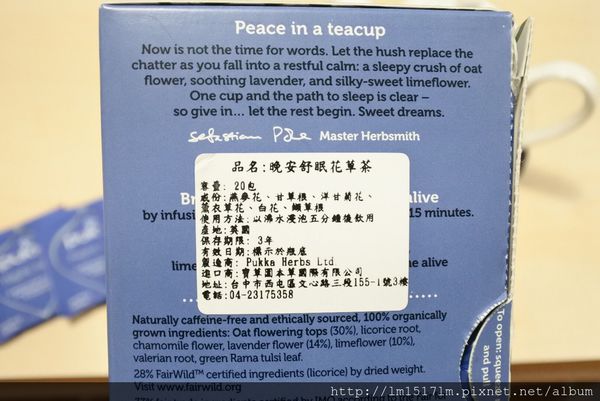 Peace in a teacup
Now is not the time for words. Let the hush replace the
chatter as you fall into a restful calm: a sleepy crush of oat
flower, soothing lavender, and silky-sweet limeflower.
One cup and the path to sleep is clear –
so give in... let the rest begin. Sweet dreams.
Sebastian Pole Master Herbsmith
品名:晚安舒眠花草茶
容量: 20包
成份:燕麥花、甘草根、洋甘菊花、
薰衣草花、白花、纈草根
使用方法:以沸水浸泡五分鐘後飲用
產地:英國
保存期限: 3年
有效日期:標示於瓶底
製造商: Pukka Herbs Ltd
進口商:寶草園本草國際有限公司
地址:台中市西屯區文心路三段155-1號3樓
電話:04-23175358
Br
alive
by infusi
15 minutes.
lime
e alive
Naturally caffeine-free and ethically sourced, 100% organically
grown ingredients: Oat flowering tops (30%), licorice root,
chamomile flower, lavender flower (14%), limeflower (10%),
valerian root, green Rama tulsi leaf.
28% FairWild™ certified ingredients (licorice) by dried weight.
Visit www.fairwild.org
To open: squee
and pul
http://lm1517lm.pixnet.net/album